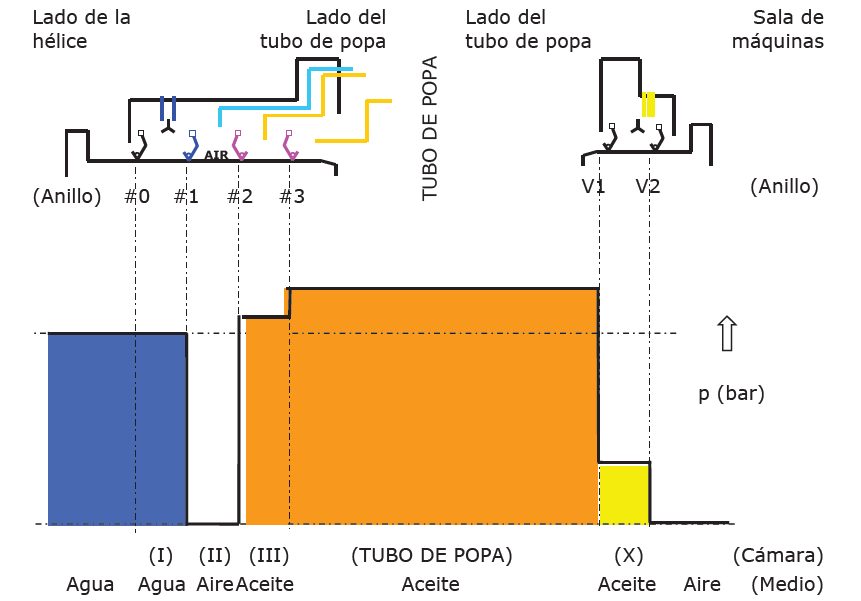 Lado de la hélice
Lado del tubo de popa
Lado del tubo de popa
Sala de máquinas
TUBO DE POPA
AIR
(Anillo) #0 #1 #2 #3 V1 V2 (Anillo)
p (bar)
(I) (II) (III) (TUBO DE POPA) (X) (Cámara)
Agua Agua Aire Aceite Aceite Aceite Aire (Medio)